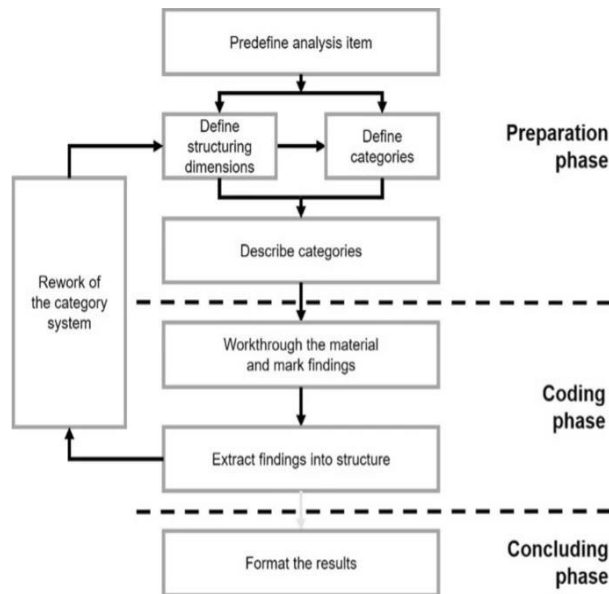 Predefine analysis item
Define
structuring
dimensions
Define
categories
Preparation
phase
Describe categories
Rework of
the category
system
Workthrough the material
and mark findings
Coding
phase
Extract findings into structure
Format the results
Concluding
phase